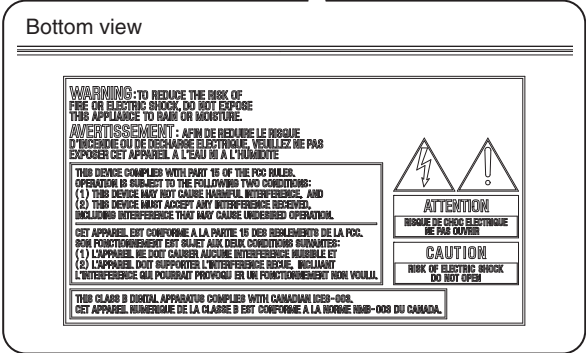 Bottom view
WARNING: TO REDUCE THE RISK OF
FIRE OR ELECTRIC SHOCK, DO NOT EXPOSE
THIS APPLIANCE TO RAIN OR MOISTURE.
AVERTISSEMENT: AFIN DE REDUIRE LE RISQUE
D'INCENDIE OU DE DECHARGE ELECTRIQUE, VEUILLEZ NE PAS
EXPOSER CET APPAREIL A L'EAU NI A L'HUMIDITE
THIS DEVICE COMPLIES WITH PART 15 OF THE FCC RULES.
OPERATION IS SUBJECT TO THE FOLLOWING TWO CONDITIONS:
(1) THIS DEVICE MAY NOT CAUSE HARMFUL INTERFERENCE, AND
(2) THIS DEVICE MUST ACCEPT ANY INTERFERENCE RECEIVED,
INCLUDING INTERFERENCE THAT MAY CAUSE UNDESIRED OPERATION.
CET APPAREIL EST CONFORME A LA PARTIE 15 DES REGLEMENTS DE LA FCC.
SON FONCTIONNEMENT EST SUJET AUX DEUX CONDITIONS SUIVANTES:
(1) L'APPAREIL NE DOIT CAUSER AUCUNE INTERFERENCE NUISIBLE ET
(2) L'APPAREIL DOIT SUPPORTER L'INTERFERENCE RECUE, INCLUANT
L'INTERFERENCE QUI POURRAIT PROVOQU ER UN FONCTIONNEMENT NON VOULU.
THIS CLASS B DIGITAL APPARATUS COMPLIES WITH CANADIAN ICES-003.
CET APPAREIL NUMERIQUE DE LA CLASSE B EST CONFORME A LA NORME NMB-003 DU CANADA.
ATTENTION
RISQUE DE CHOC ELECTRIQUE
NE PAS OUVRIR
CAUTION
RISK OF ELECTRIC SHOCK
DO NOT OPEN